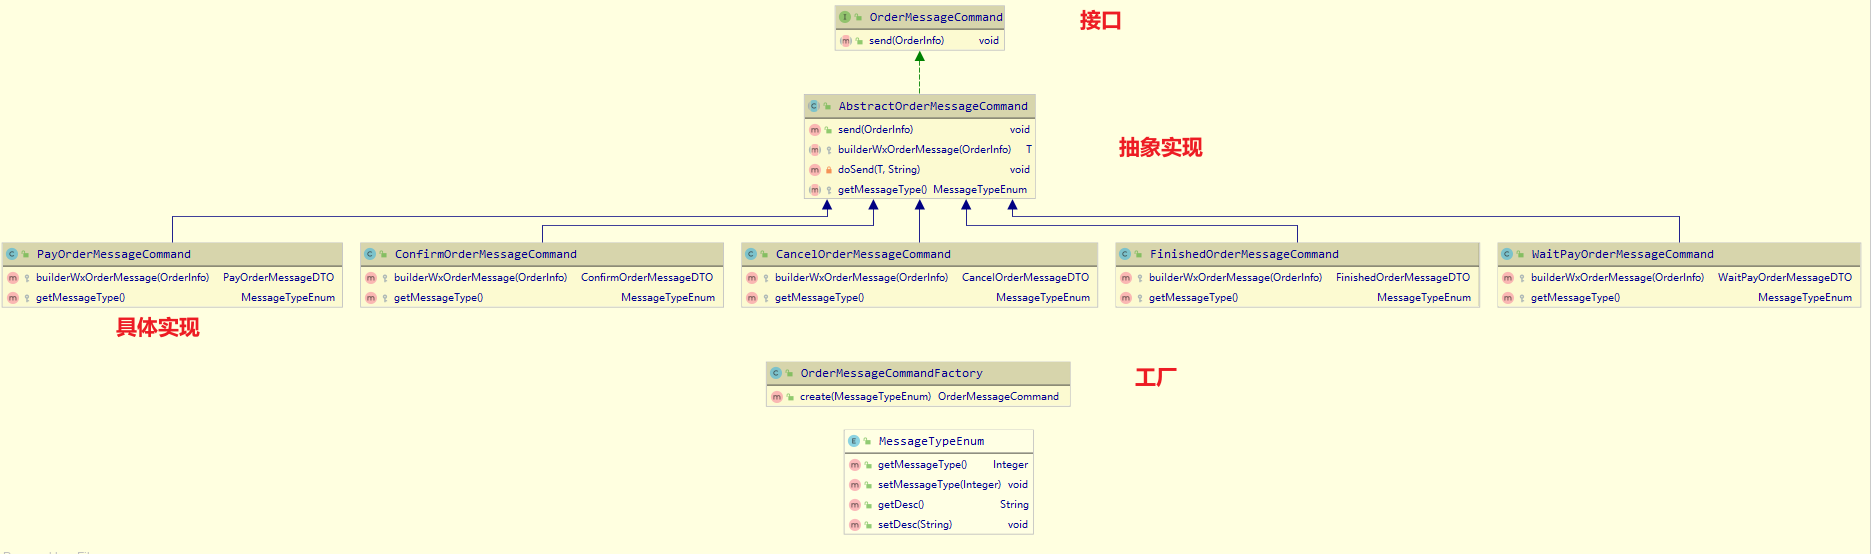 OrderMessageCommand
send(OrderInfo) void
接口
AbstractOrderMessageCommand
send(OrderInfo) void
builderWxOrderMessage(OrderInfo) T
doSend(T, String) void
getMessageType() MessageTypeEnum
抽象实现
PayOrderMessageCommand
builderWxOrderMessage(OrderInfo) PayOrderMessageDTO
getMessageType() MessageTypeEnum
ConfirmOrderMessageCommand
builderWxOrderMessage(OrderInfo) ConfirmOrderMessageDTO
getMessageType() MessageTypeEnum
CancelOrderMessageCommand
builderWxOrderMessage(OrderInfo) CancelOrderMessageDTO
getMessageType() MessageTypeEnum
FinishedOrderMessageCommand
builderWxOrderMessage(OrderInfo) FinishedOrderMessageDTO
getMessageType() MessageTypeEnum
WaitPayOrderMessageCommand
builderWxOrderMessage(OrderInfo) WaitPayOrderMessageDTO
getMessageType() MessageTypeEnum
具体实现
OrderMessageCommandFactory
create(MessageTypeEnum) OrderMessageCommand
工厂
MessageTypeEnum
getMessageType() Integer
setMessageType(Integer) void
getDesc() String
setDesc(String) void